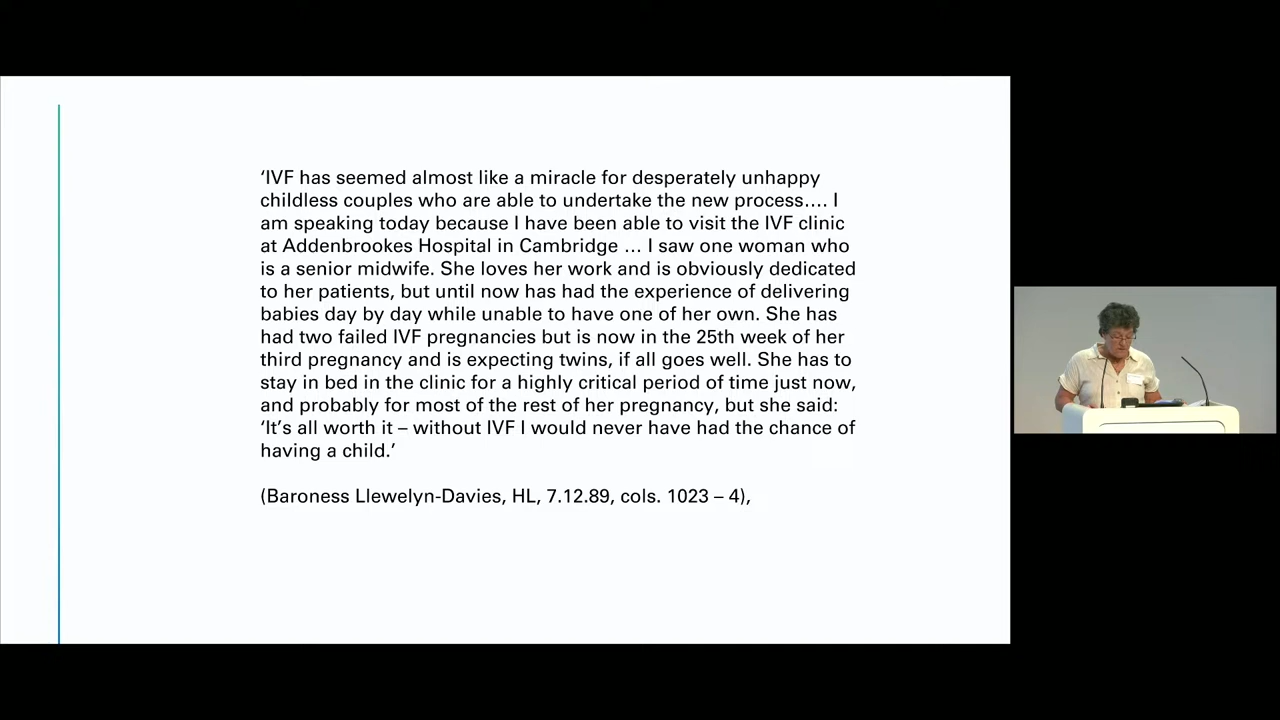 ‘IVF has seemed almost like a miracle for desperately unhappy
childless couples who are able to undertake the new process…. I
am speaking today because I have been able to visit the IVF clinic
at Addenbrookes Hospital in Cambridge … I saw one woman who
is a senior midwife. She loves her work and is obviously dedicated
to her patients, but until now has had the experience of delivering
babies day by day while unable to have one of her own. She has
had two failed IVF pregnancies but is now in the 25th week of her
third pregnancy and is expecting twins, if all goes well. She has to
stay in bed in the clinic for a highly critical period of time just now,
and probably for most of the rest of her pregnancy, but she said:
‘It’s all worth it – without IVF I would never have had the chance of
having a child.’
(Baroness Llewelyn-Davies, HL, 7.12.89, cols. 1023 – 4),